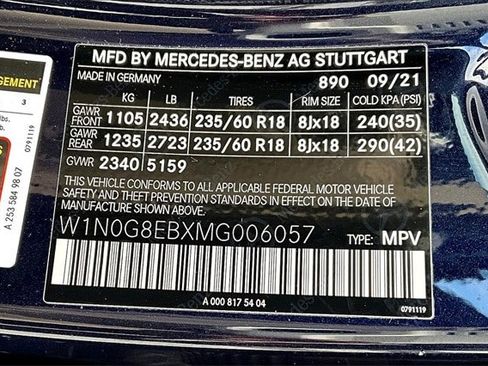 MFD BY MERCEDES-BENZ AG STUTTGART
MADE IN GERMANY 890 09/21
KG LB TIRES RIM SIZE COLD KPA (PSI)
GAWR FRONT 1105 2436 235/60 R18 8Jx18 240(35)
GAWR REAR 1235 2723 235/60 R18 8Jx18 290(42)
GVWR 2340 5159
THIS VEHICLE CONFORMS TO ALL APPLICABLE FEDERAL MOTOR VEHICLE
SAFETY AND THEFT PREVENTION STANDARDS IN EFFECT ON THE DATE OF
MANUFACTURE SHOWN ABOVE.
W1N0G8EBXMG006057 TYPE: MPV
A 000 817 54 04
0791119
3
0791119
A 253 584 98 07